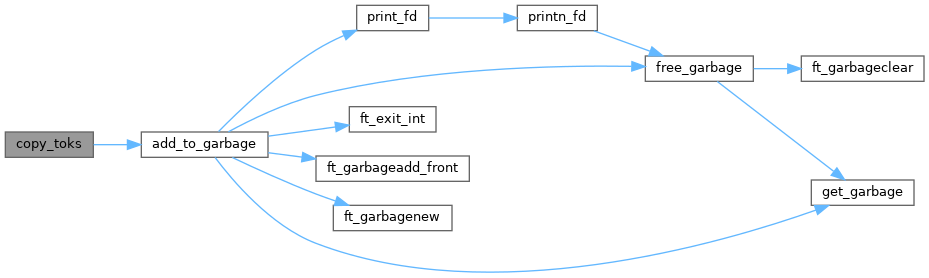 print_fd
printn_fd
free_garbage
ft_garbageclear
ft_exit_int
copy_toks
add_to_garbage
ft_garbageadd_front
get_garbage
ft_garbagenew